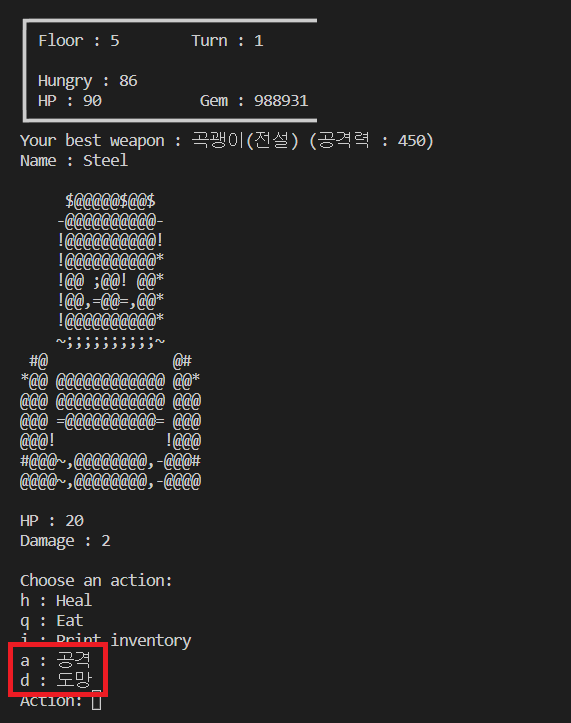 Floor : 5 Turn : 1
Hungry : 86
HP : 90 Gem : 988931
Your best weapon : 곡괭이(전설) (공격력 : 450)
Name : Steel
$@@@@@$@@$
-@@@@@@@@@@-
!@@@@@@@@@@!
!@@@@@@@@@@*
!@@ ;@@! @@*
!@@,=@@=,@@*
!@@@@@@@@@@*
~;;;;;;;;;;~
#@ @#
*@@ @@@@@@@@@@@@ @@*
@@@ @@@@@@@@@@@@ @@@
@@@ =@@@@@@@@@@= @@@
@@@! !@@@
#@@@~,@@@@@@@@,-@@@#
@@@@~,@@@@@@@@,-@@@@
HP : 20
Damage : 2
Choose an action:
h : Heal
q : Eat
i : Print inventory
a : 공격
d : 도망
Action: